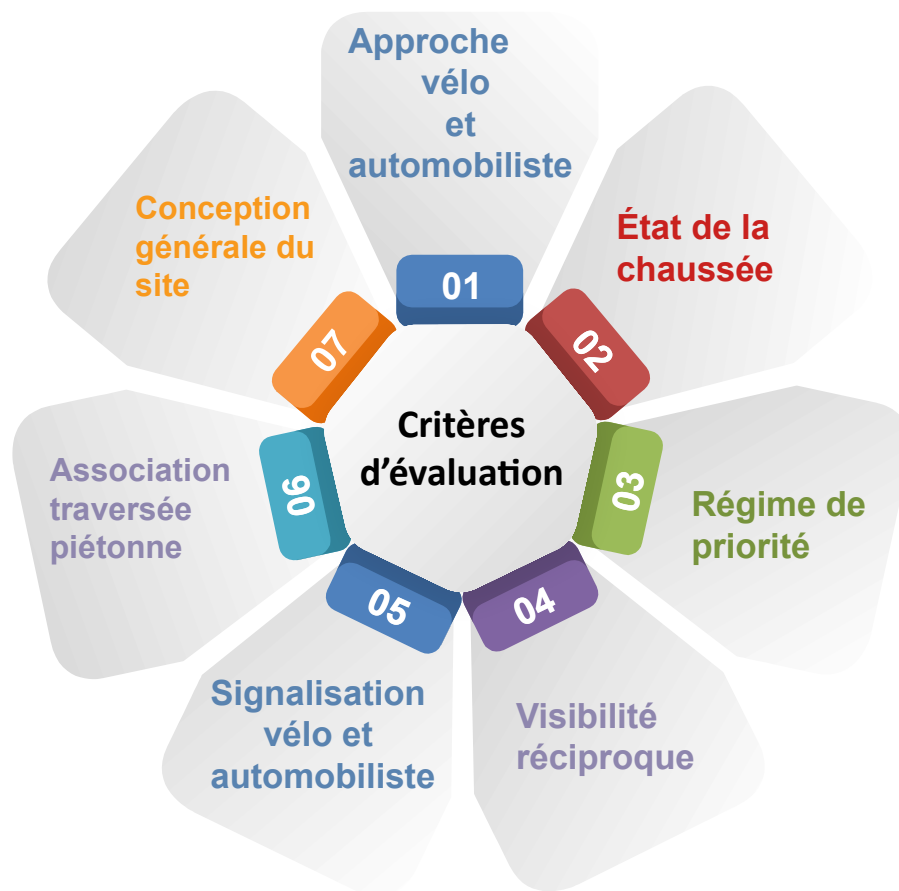 Approche
vélo
et
automobiliste
01
État de la
chaussée
02
Régime de
priorité
03
Visibilité
réciproque
04
Signalisation
vélo et
automobiliste
05
Association
traversée
piétonne
06
Conception
générale du
site
07
Critères
d'évaluation